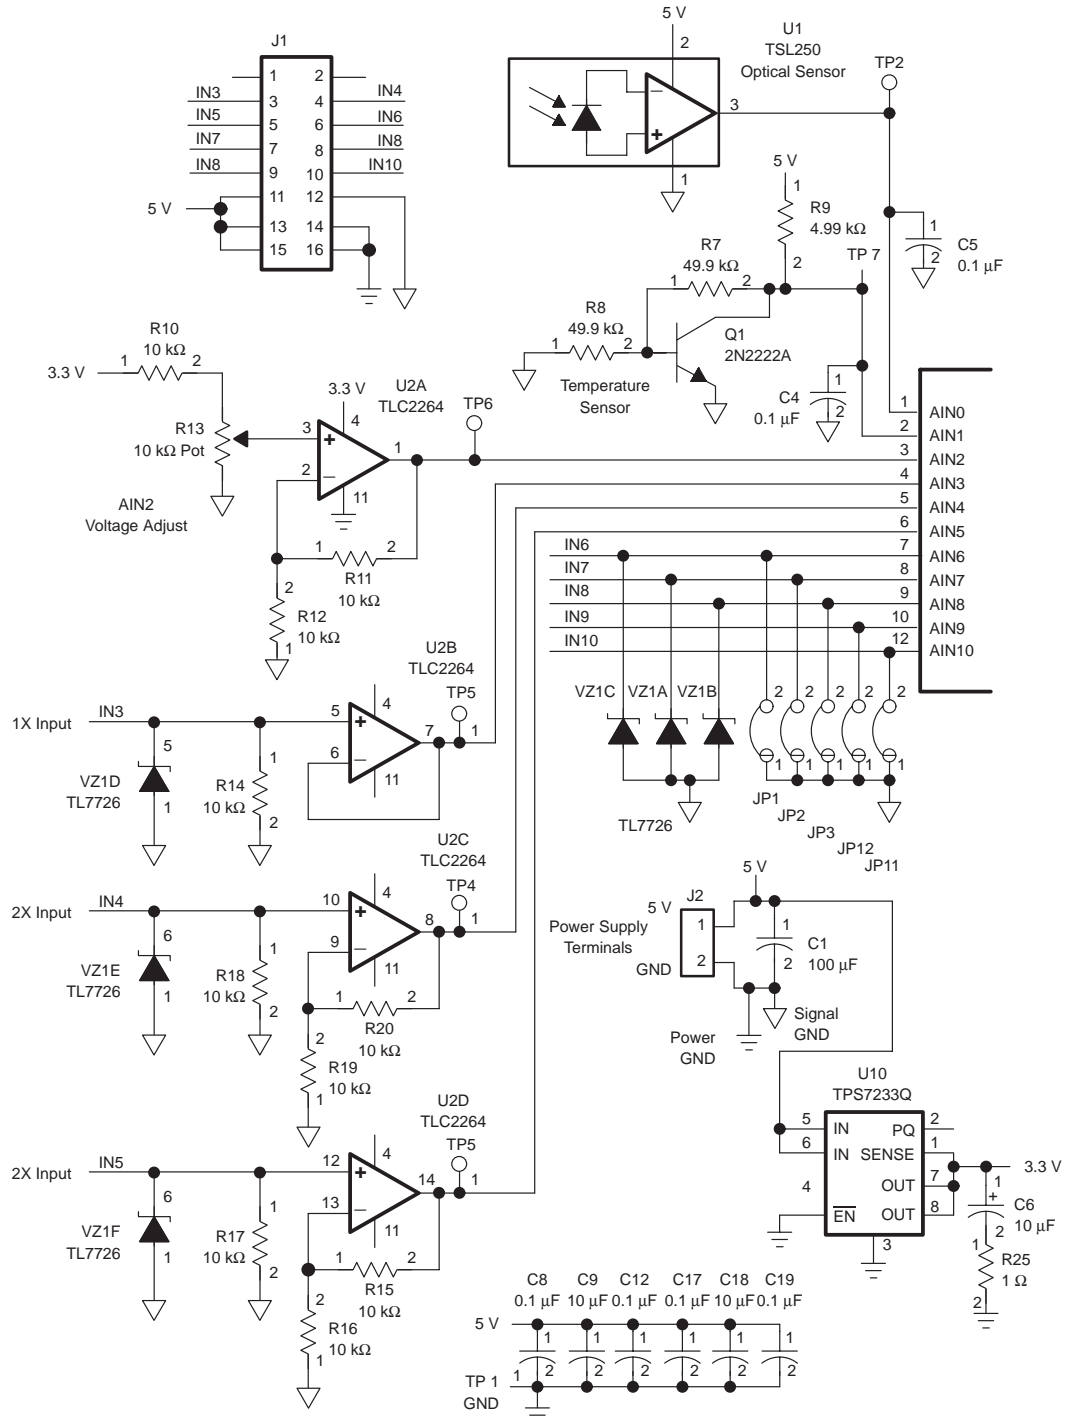 J1
1 2
IN3 3 4 IN4
IN5 5 6 IN6
IN7 7 8 IN8
IN8 9 10 IN10
11 12
5 V
13 14
15 16
5 V
2
U1
TSL250
Optical Sensor
− +
3
1
TP2
5 V
1
R9
4.99 kΩ
2
TP 7
1
C5
2
0.1 µF
R7
49.9 kΩ
1 2
R8
49.9 kΩ
1 2
Q1
2N2222A
Temperature
Sensor
C4
0.1 µF
1
2
R10
10 kΩ
1 2
3.3 V
R13
10 kΩ Pot
AIN2
Voltage Adjust
3.3 V
U2A
TLC2264
4
3 +
2 −
1
11
TP6
1 2
R11
10 kΩ
2
R12
10 kΩ
1
1 AIN0
2 AIN1
3 AIN2
4 AIN3
5 AIN4
6 AIN5
IN6 7 AIN6
IN7 8 AIN7
IN8 9 AIN8
IN9 10 AIN9
IN10 12 AIN10
VZ1C VZ1A VZ1B
2 2 2 2 2
1 1 1 1 1
TL7726
JP1
JP2
JP3
JP12
JP11
U2B
TLC2264
TP5
1X Input
IN3
5
VZ1D
TL7726
1
1
R14
10 kΩ
2
5 +
6 −
4
7 1
11
U2C
TLC2264
TP4
2X Input
IN4
6
VZ1E
TL7726
1
1
R18
10 kΩ
2
10 +
9 −
4
8 1
11
1 2
R20
10 kΩ
2
R19
10 kΩ
1
U2D
TLC2264
TP5
2X Input
IN5
6
VZ1F
TL7726
1
1
R17
10 kΩ
2
12 +
13 −
4
14 1
11
1 2
R15
10 kΩ
2
R16
10 kΩ
1
5 V
J2
5 V
1
2
Power Supply
Terminals
GND
1
C1
100 µF
2
Signal
GND
Power
GND
U10
TPS7233Q
5 IN PQ 2
6 IN SENSE 1
4 OUT 7
EN OUT 8
3
3.3 V
1
+
C6
10 µF
2
1
R25
1 Ω
2
C8 C9 C12 C17 C18 C19
0.1 µF 10 µF 0.1 µF 0.1 µF 10 µF 0.1 µF
5 V
1 1 1 1 1 1
2 2 2 2 2 2
TP 1 1
GND